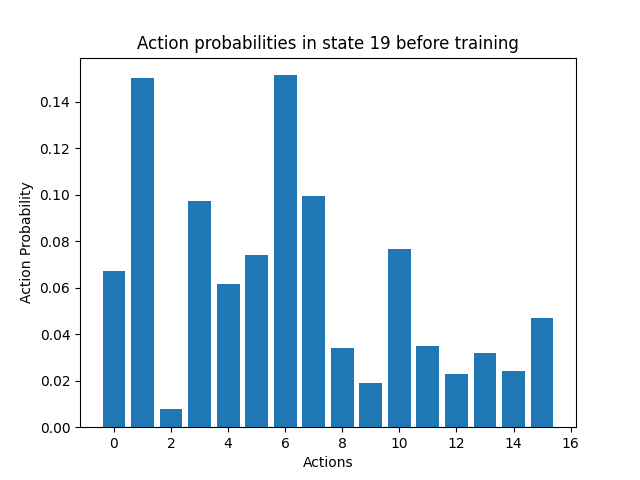 Action probabilities in state 19 before training
Action Probability
0.14
0.12
0.10
0.08
0.06
0.04
0.02
0.00
0 2 4 6 8 10 12 14 16
Actions